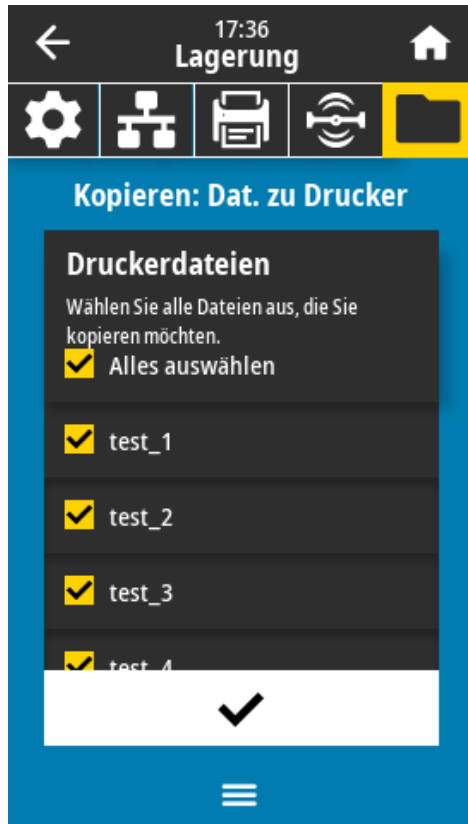 17:36
Lagerung
Kopieren: Dat. zu Drucker
Druckerdateien
Wählen Sie alle Dateien aus, die Sie
kopieren möchten.
Alles auswählen
test_1
test_2
test_3
test_4